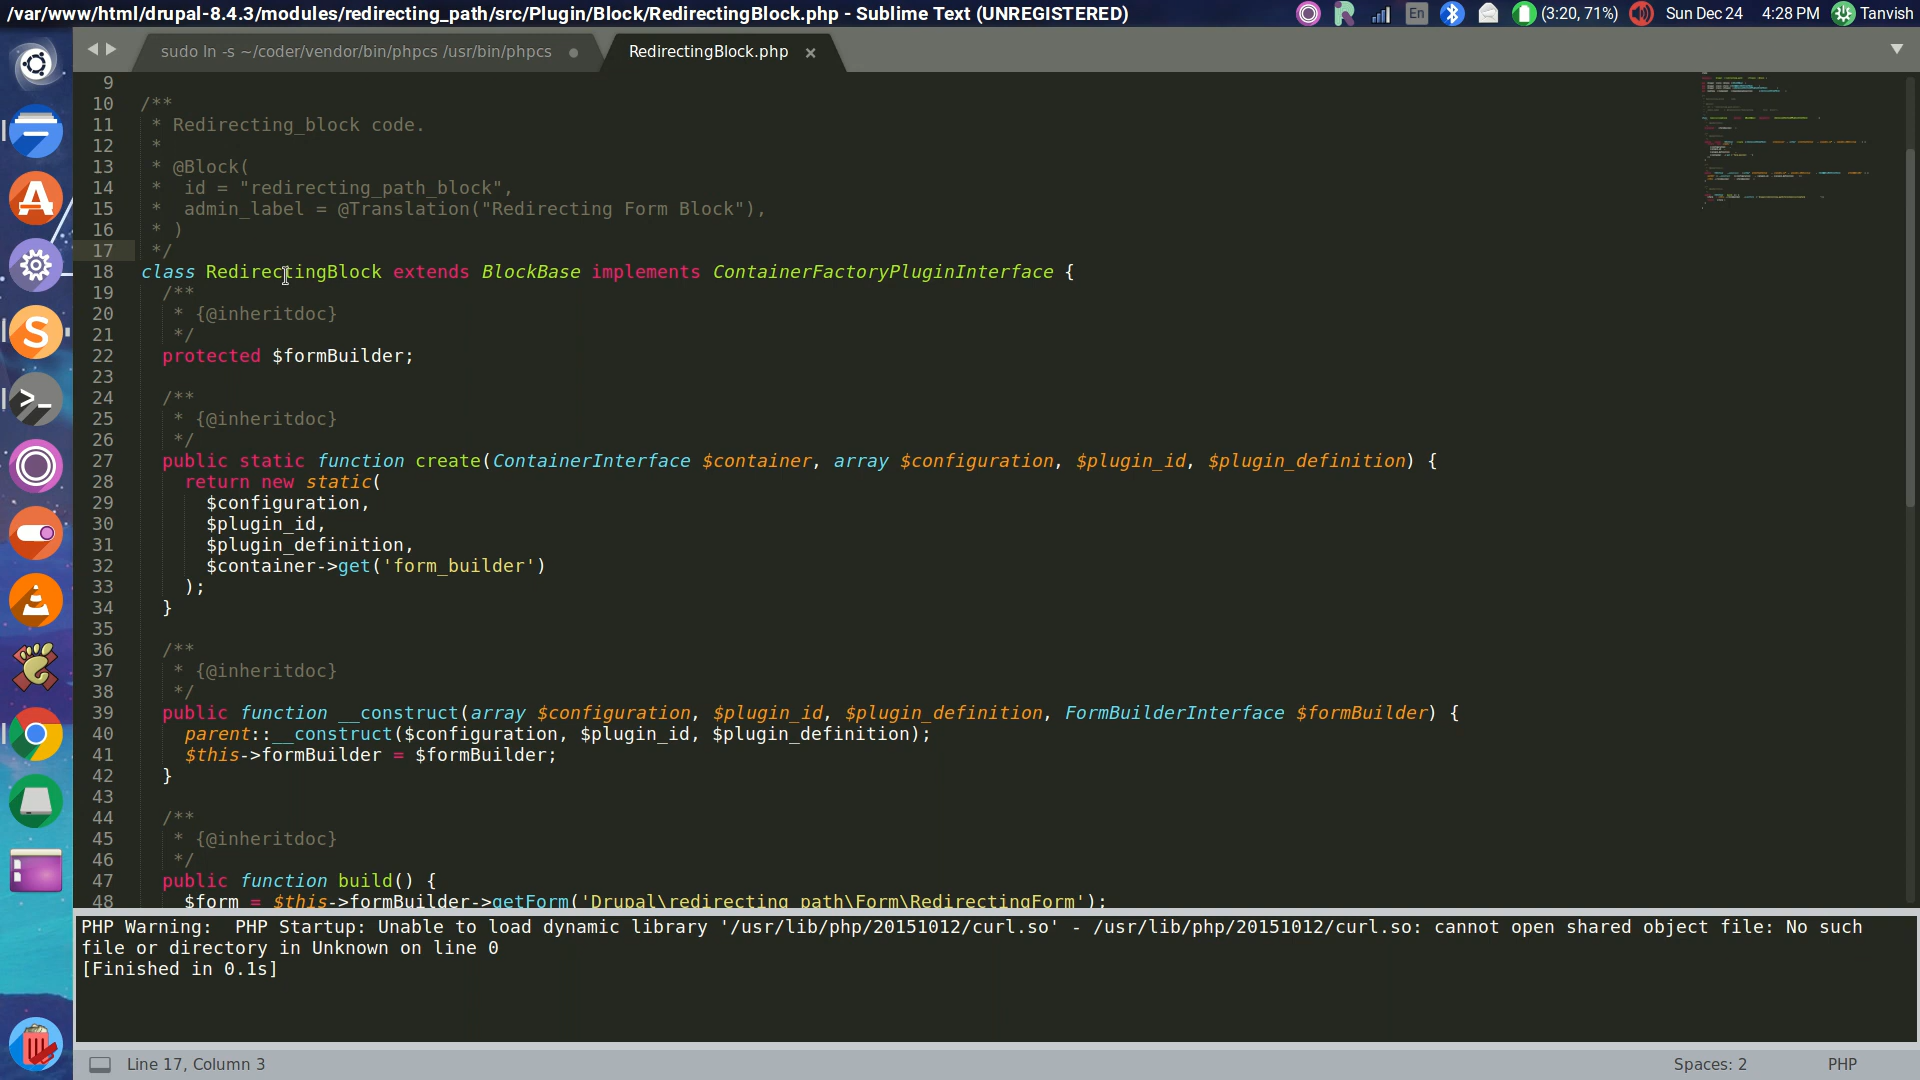 /var/www/html/drupal-8.4.3/modules/redirecting_path/src/Plugin/Block/RedirectingBlock.php - Sublime Text (UNREGISTERED) En (3:20, 71%) Sun Dec 24 4:28 PM Tanvish
sudo ln -s ~/coder/vendor/bin/phpcs /usr/bin/phpcs RedirectingBlock.php ×
9
10 /**
11  * Redirecting_block code.
12  *
13  * @Block(
14  *  id = "redirecting_path_block",
15  *  admin_label = @Translation("Redirecting Form Block"),
16  * )
17  */
18 class RedirectingBlock extends BlockBase implements ContainerFactoryPluginInterface {
19   /**
20    * {@inheritdoc}
21    */
22   protected $formBuilder;
23
24   /**
25    * {@inheritdoc}
26    */
27   public static function create(ContainerInterface $container, array $configuration, $plugin_id, $plugin_definition) {
28     return new static(
29       $configuration,
30       $plugin_id,
31       $plugin_definition,
32       $container->get('form_builder')
33     );
34   }
35
36   /**
37    * {@inheritdoc}
38    */
39   public function __construct(array $configuration, $plugin_id, $plugin_definition, FormBuilderInterface $formBuilder) {
40     parent::__construct($configuration, $plugin_id, $plugin_definition);
41     $this->formBuilder = $formBuilder;
42   }
43
44   /**
45    * {@inheritdoc}
46    */
47   public function build() {
48     $form = $this->formBuilder->getForm('Drupal\redirecting_path\Form\RedirectingForm');
PHP Warning:  PHP Startup: Unable to load dynamic library '/usr/lib/php/20151012/curl.so' - /usr/lib/php/20151012/curl.so: cannot open shared object file: No such
file or directory in Unknown on line 0
[Finished in 0.1s]
Line 17, Column 3 Spaces: 2 PHP